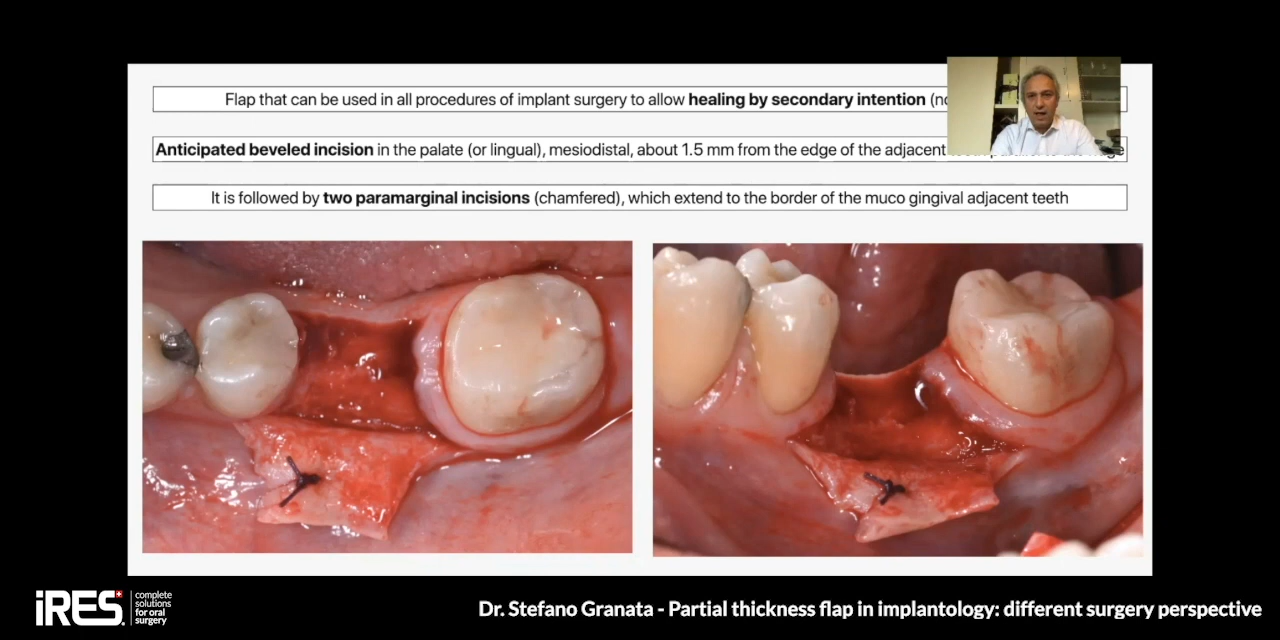 Flap that can be used in all procedures of implant surgery to allow healing by secondary intention
Anticipated beveled incision in the palate (or lingual), mesiodistal, about 1.5 mm from the edge of the adjacent
It is followed by two paramarginal incisions (chamfered), which extend to the border of the muco gingival adjacent teeth
iRES
complete
solutions
for oral
surgery
Dr. Stefano Granata - Partial thickness flap in implantology: different surgery perspective